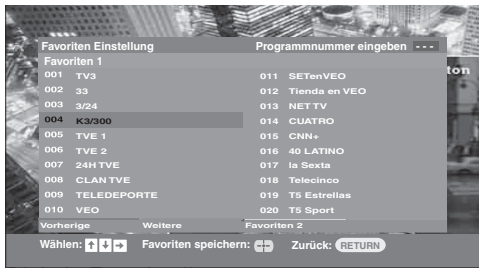 Favoriten Einstellung Programmnummer eingeben - - -
Favoriten 1
ton
001 TV3
002 33
003 3/24
004 K3/300
005 TVE 1
006 TVE 2
007 24H TVE
008 CLAN TVE
009 TELEDEPORTE
010 VEO
011 SETenVEO
012 Tienda en VEO
013 NET TV
014 CUATRO
015 CNN+
016 40 LATINO
017 la Sexta
018 Telecinco
019 T5 Estrellas
020 T5 Sport
Vorherige Weitere Favoriten 2
Wählen: ↑ ↓ → Favoriten speichern: -/-- Zurück: RETURN